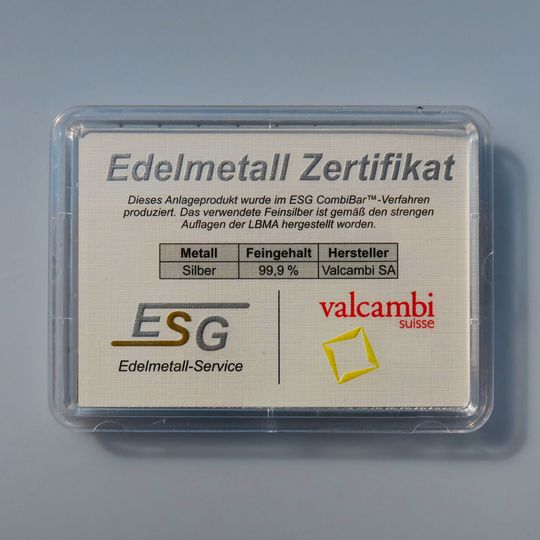 Edelmetall Zertifikat
Dieses Anlageprodukt wurde im ESG CombiBar™-Verfahren
produziert. Das verwendete Feinsilber ist gemäß den strengen
Auflagen der LBMA hergestellt worden.
Metall Feingehalt Hersteller
Silber 99,9 % Valcambi SA
ESG
Edelmetall-Service
valcambi
suisse